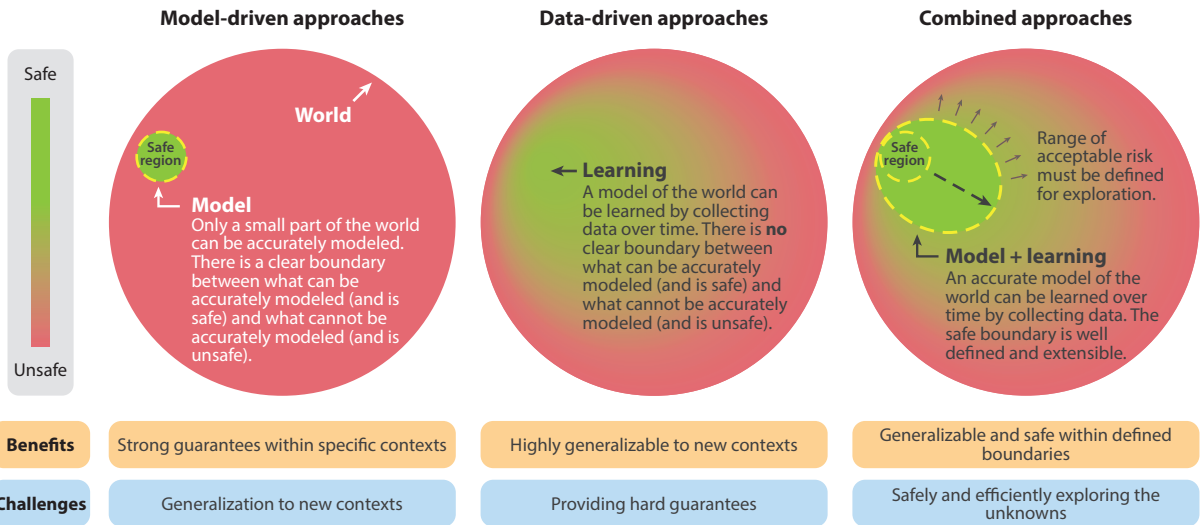 Model-driven approaches
Data-driven approaches
Combined approaches
Safe
Unsafe
World
Safe
region
Model
Only a small part of the world
can be accurately modeled.
There is a clear boundary
between what can be
accurately modeled (and is
safe) and what cannot be
accurately modeled (and is
unsafe).
Learning
A model of the world can
be learned by collecting
data over time. There is no
clear boundary between
what can be accurately
modeled (and is safe) and
what cannot be accurately
modeled (and is unsafe).
Safe
region
Range of
acceptable risk
must be defined
for exploration.
Model + learning
An accurate model of the
world can be learned over
time by collecting data. The
safe boundary is well
defined and extensible.
Benefits
Strong guarantees within specific contexts
Highly generalizable to new contexts
Generalizable and safe within defined
boundaries
Challenges
Generalization to new contexts
Providing hard guarantees
Safely and efficiently exploring the
unknowns